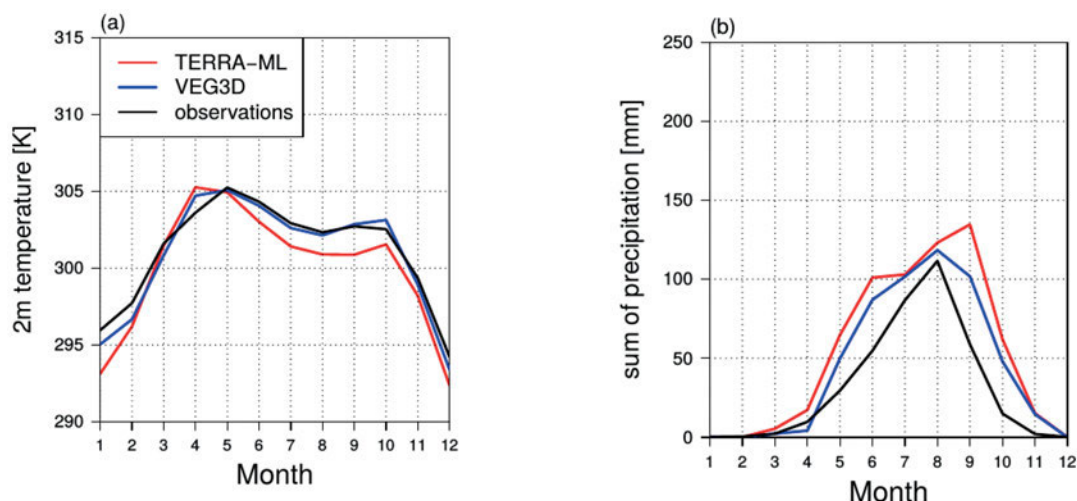 (a)
315
310
305
300
295
290
2m temperature [K]
TERRA−ML
VEG3D
observations
1 2 3 4 5 6 7 8 9 10 11 12
Month
(b)
250
200
150
100
50
0
sum of precipitation [mm]
1 2 3 4 5 6 7 8 9 10 11 12
Month